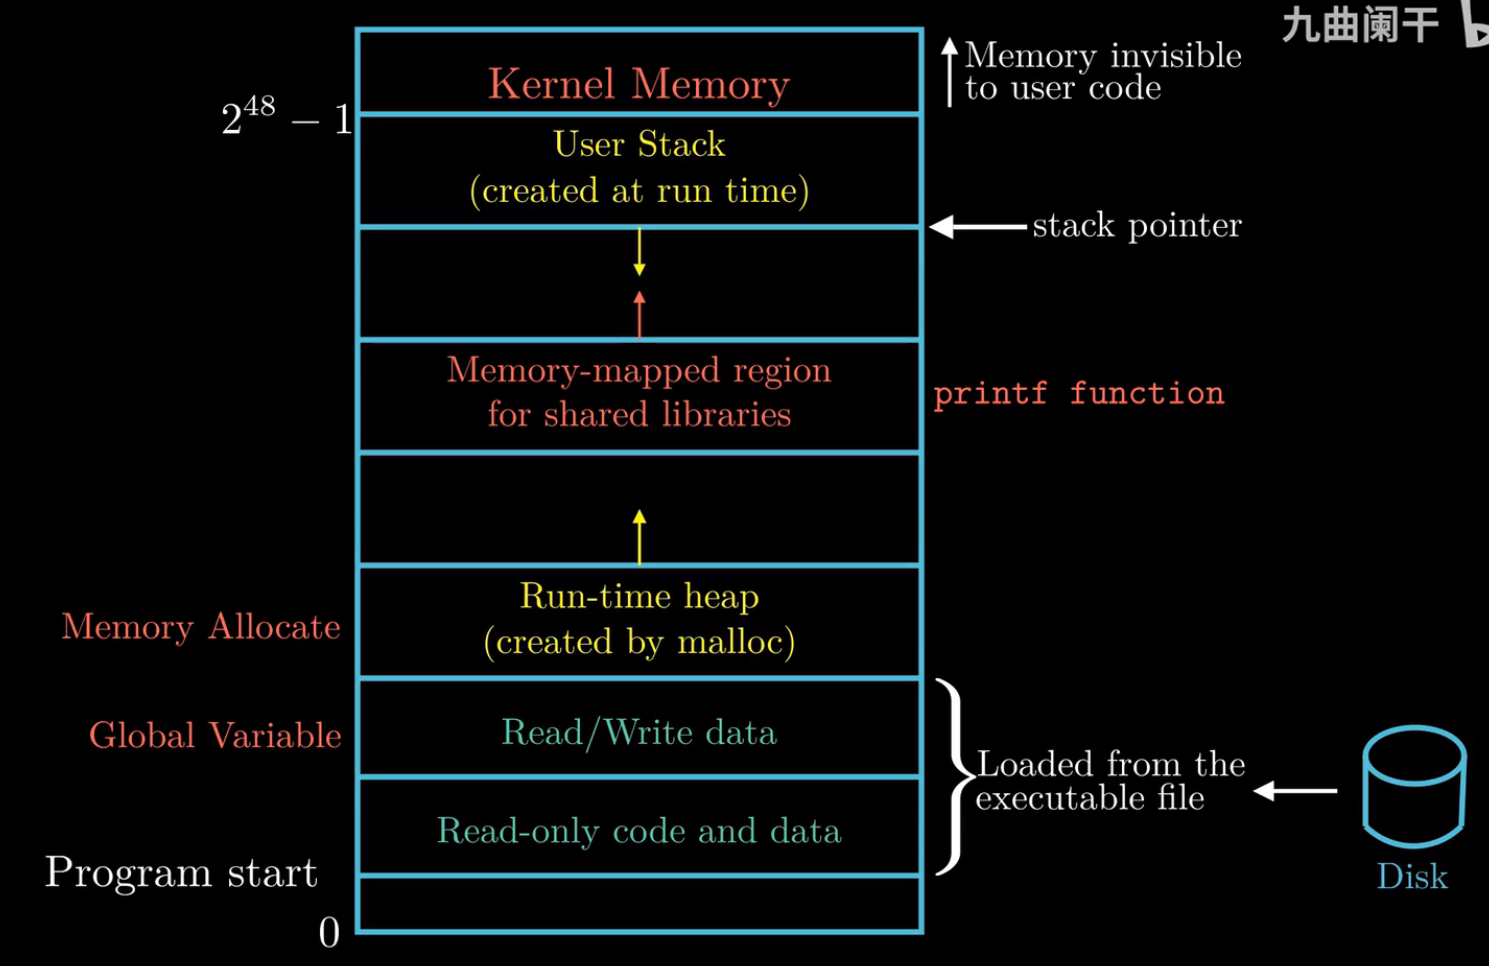 九曲阑干
Kernel Memory
Memory invisible
to user code
2^48 − 1
User Stack
(created at run time)
stack pointer
Memory-mapped region
for shared libraries
printf function
Run-time heap
(created by malloc)
Memory Allocate
Read/Write data
Global Variable
Loaded from the
executable file
Read-only code and data
Program start
Disk
0